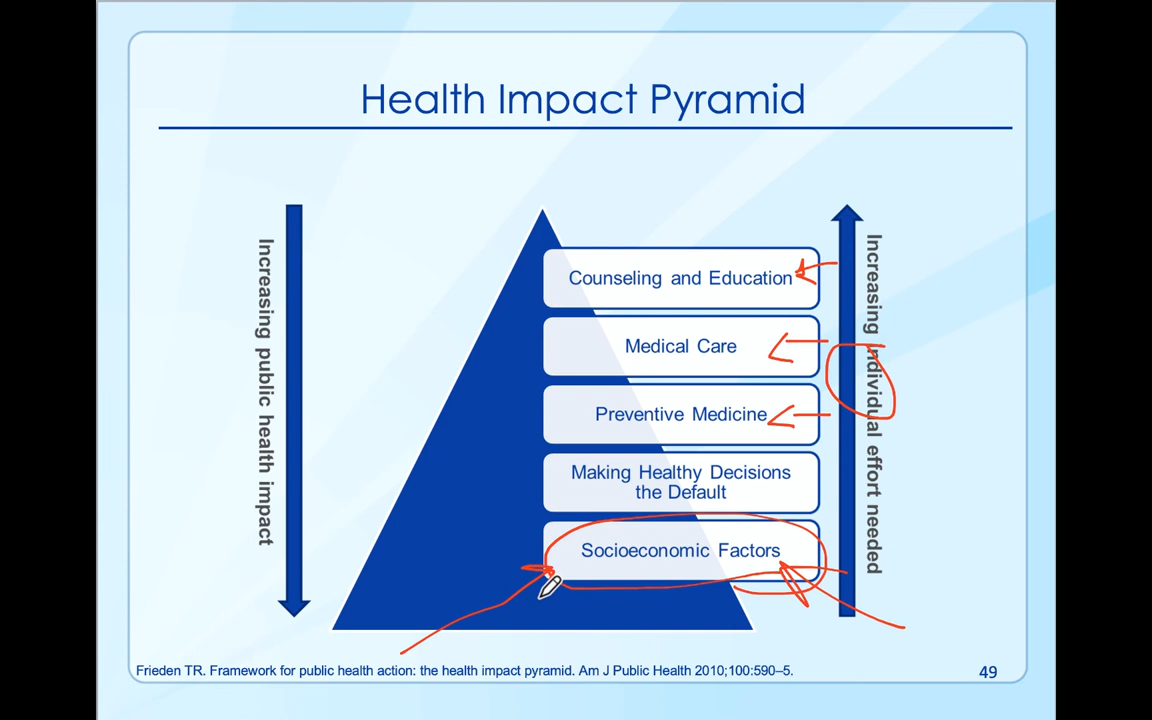 Health Impact Pyramid
Increasing public health impact
Counseling and Education
Medical Care
Preventive Medicine
Making Healthy Decisions
the Default
Socioeconomic Factors
Increasing individual effort needed
Frieden TR. Framework for public health action: the health impact pyramid. Am J Public Health 2010;100:590–5.
49